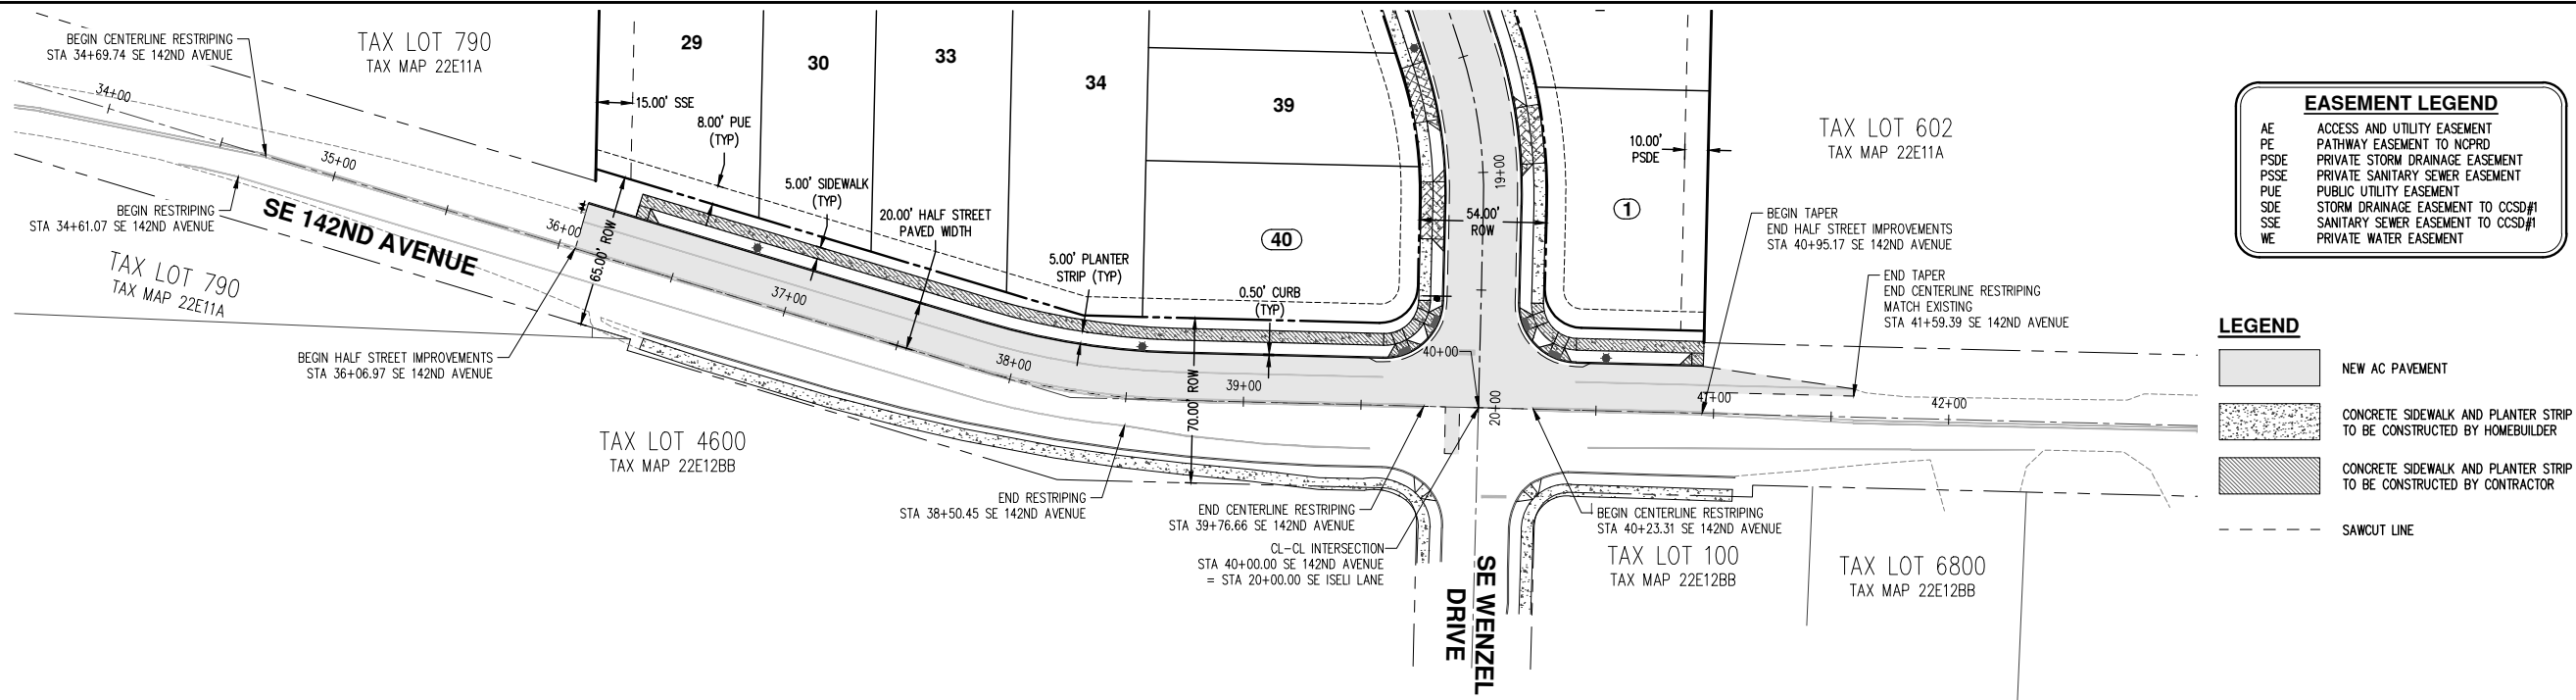 BEGIN CENTERLINE RESTRIPING
STA 34+69.74 SE 142ND AVENUE
TAX LOT 790
TAX MAP 22E11A
34+00
35+00
BEGIN RESTRIPING
STA 34+61.07 SE 142ND AVENUE
SE 142ND AVENUE
TAX LOT 790
TAX MAP 22E11A
36+00
65.00' ROW
BEGIN HALF STREET IMPROVEMENTS
STA 36+06.97 SE 142ND AVENUE
29
30
33
34
39
40
15.00' SSE
8.00' PUE
(TYP)
5.00' SIDEWALK
(TYP)
20.00' HALF STREET
PAVED WIDTH
5.00' PLANTER
STRIP (TYP)
0.50' CURB
(TYP)
37+00
38+00
39+00
40+00
70.00' ROW
TAX LOT 4600
TAX MAP 22E12BB
END RESTRIPING
STA 38+50.45 SE 142ND AVENUE
END CENTERLINE RESTRIPING
STA 39+76.66 SE 142ND AVENUE
CL-CL INTERSECTION
STA 40+00.00 SE 142ND AVENUE
= STA 20+00.00 SE ISELI LANE
19+00
54.00'
ROW
20+00
SE WENZEL
DRIVE
1
10.00'
PSDE
TAX LOT 602
TAX MAP 22E11A
BEGIN TAPER
END HALF STREET IMPROVEMENTS
STA 40+95.17 SE 142ND AVENUE
END TAPER
END CENTERLINE RESTRIPING
MATCH EXISTING
STA 41+59.39 SE 142ND AVENUE
41+00
42+00
BEGIN CENTERLINE RESTRIPING
STA 40+23.31 SE 142ND AVENUE
TAX LOT 100
TAX MAP 22E12BB
TAX LOT 6800
TAX MAP 22E12BB
EASEMENT LEGEND
AE ACCESS AND UTILITY EASEMENT
PE PATHWAY EASEMENT TO NCPRD
PSDE PRIVATE STORM DRAINAGE EASEMENT
PSSE PRIVATE SANITARY SEWER EASEMENT
PUE PUBLIC UTILITY EASEMENT
SDE STORM DRAINAGE EASEMENT TO CCSD#1
SSE SANITARY SEWER EASEMENT TO CCSD#1
WE PRIVATE WATER EASEMENT
LEGEND
NEW AC PAVEMENT
CONCRETE SIDEWALK AND PLANTER STRIP
TO BE CONSTRUCTED BY HOMEBUILDER
CONCRETE SIDEWALK AND PLANTER STRIP
TO BE CONSTRUCTED BY CONTRACTOR
SAWCUT LINE